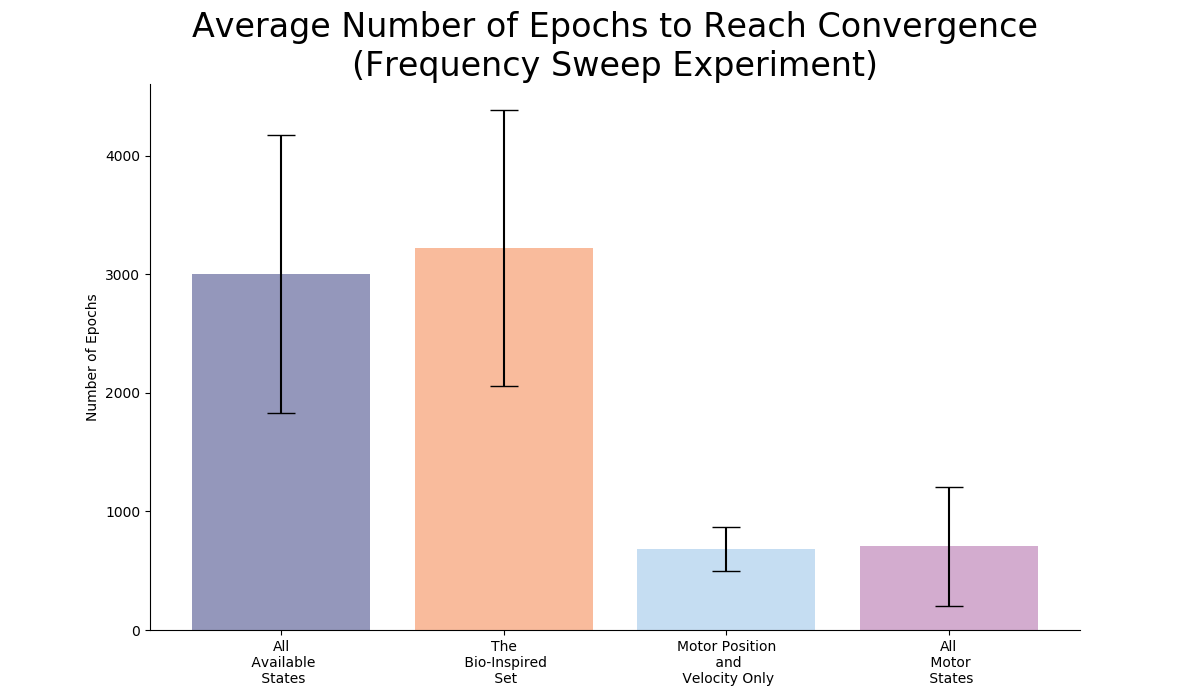 Average Number of Epochs to Reach Convergence
(Frequency Sweep Experiment)
Number of Epochs
4000
3000
2000
1000
0
All
Available
States
The
Bio-Inspired
Set
Motor Position
and
Velocity Only
All
Motor
States